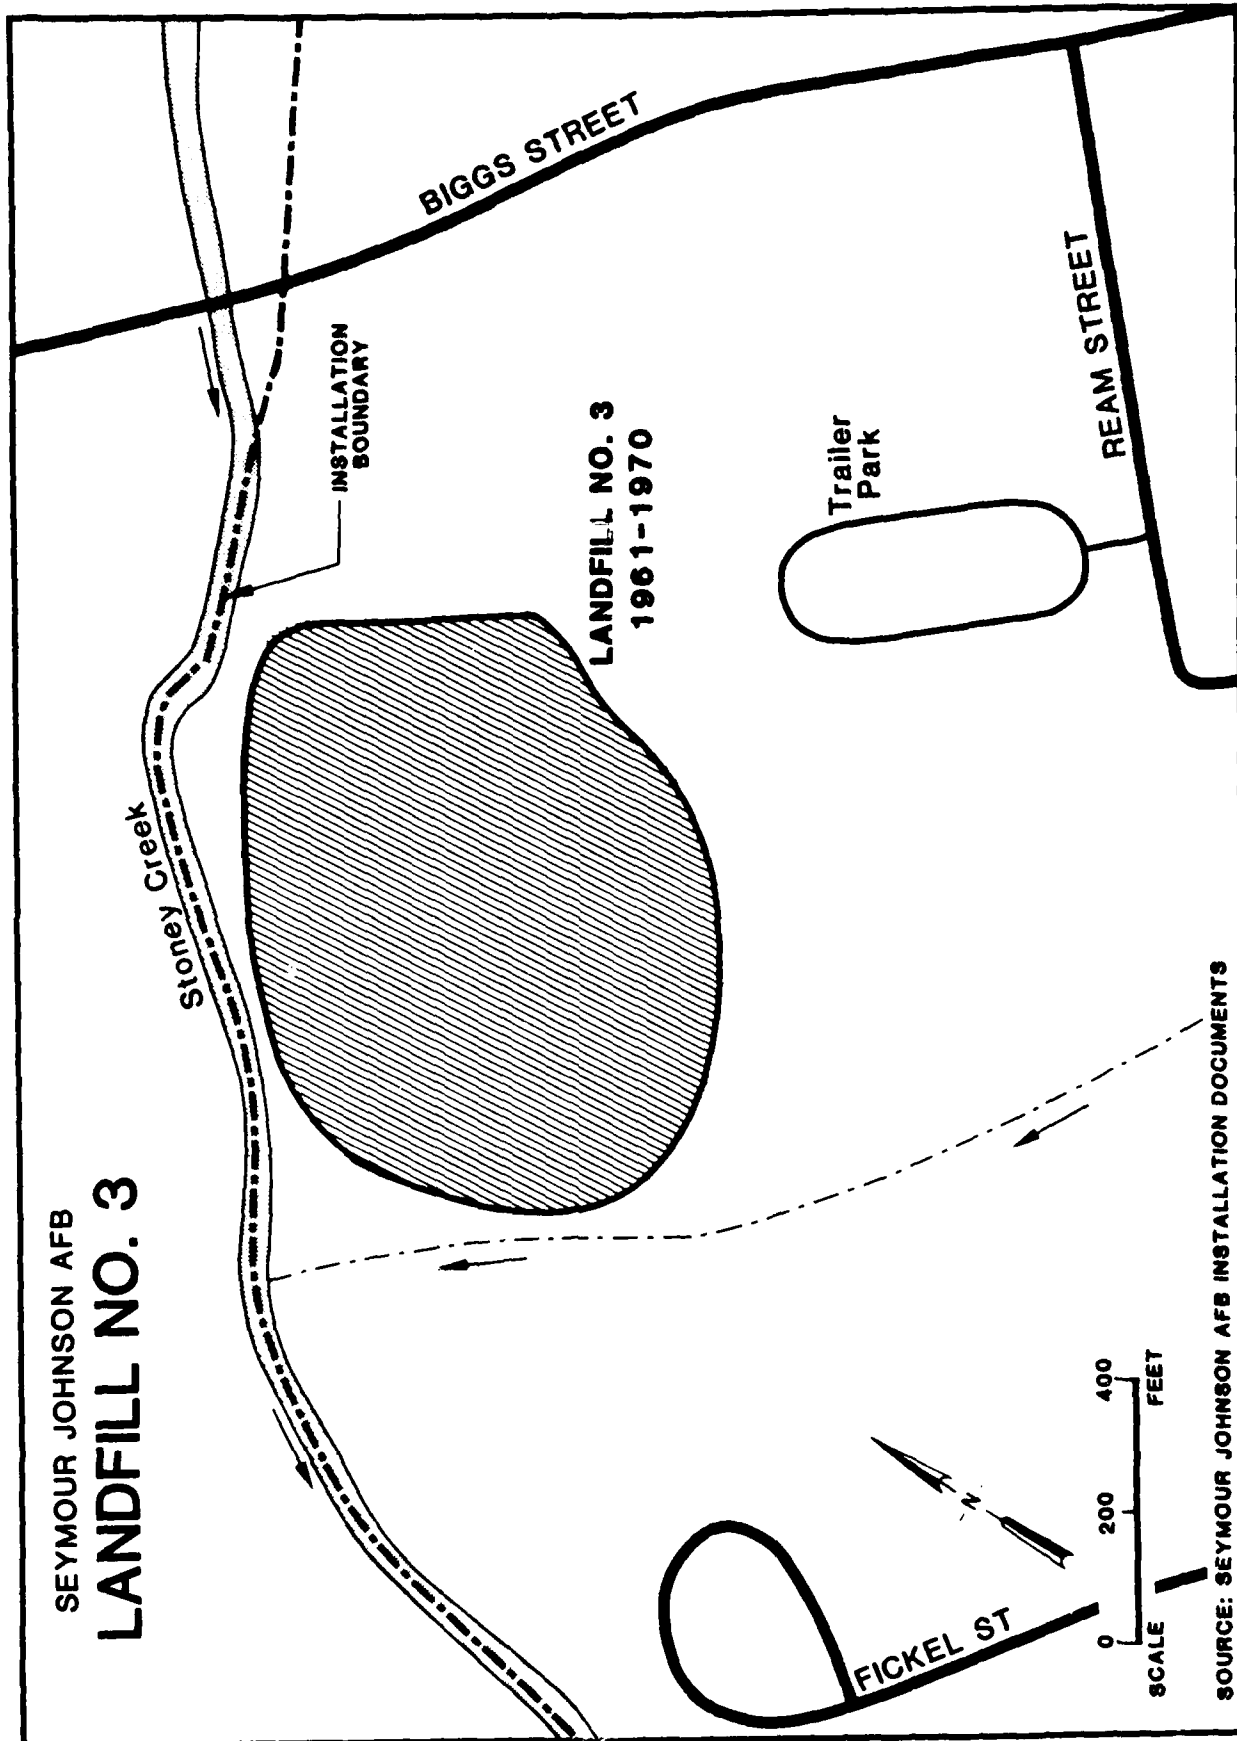 SEYMOUR JOHNSON AFB
LANDFILL NO. 3
Stoney Creek
INSTALLATION
BOUNDARY
BIGGS STREET
LANDFILL NO. 3
1961-1970
Trailer
Park
REAM STREET
FICKEL ST
N
0 200 400
SCALE FEET
SOURCE: SEYMOUR JOHNSON AFB INSTALLATION DOCUMENTS